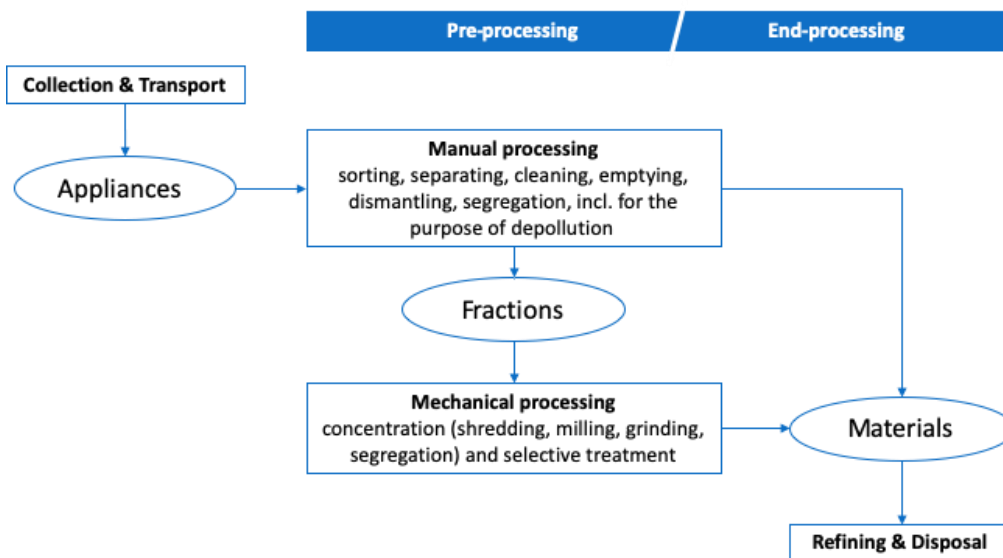 Pre-processing
End-processing
Collection & Transport
Appliances
Manual processing
sorting, separating, cleaning, emptying,
dismantling, segregation, incl. for the
purpose of depollution
Fractions
Mechanical processing
concentration (shredding, milling, grinding,
segregation) and selective treatment
Materials
Refining & Disposal